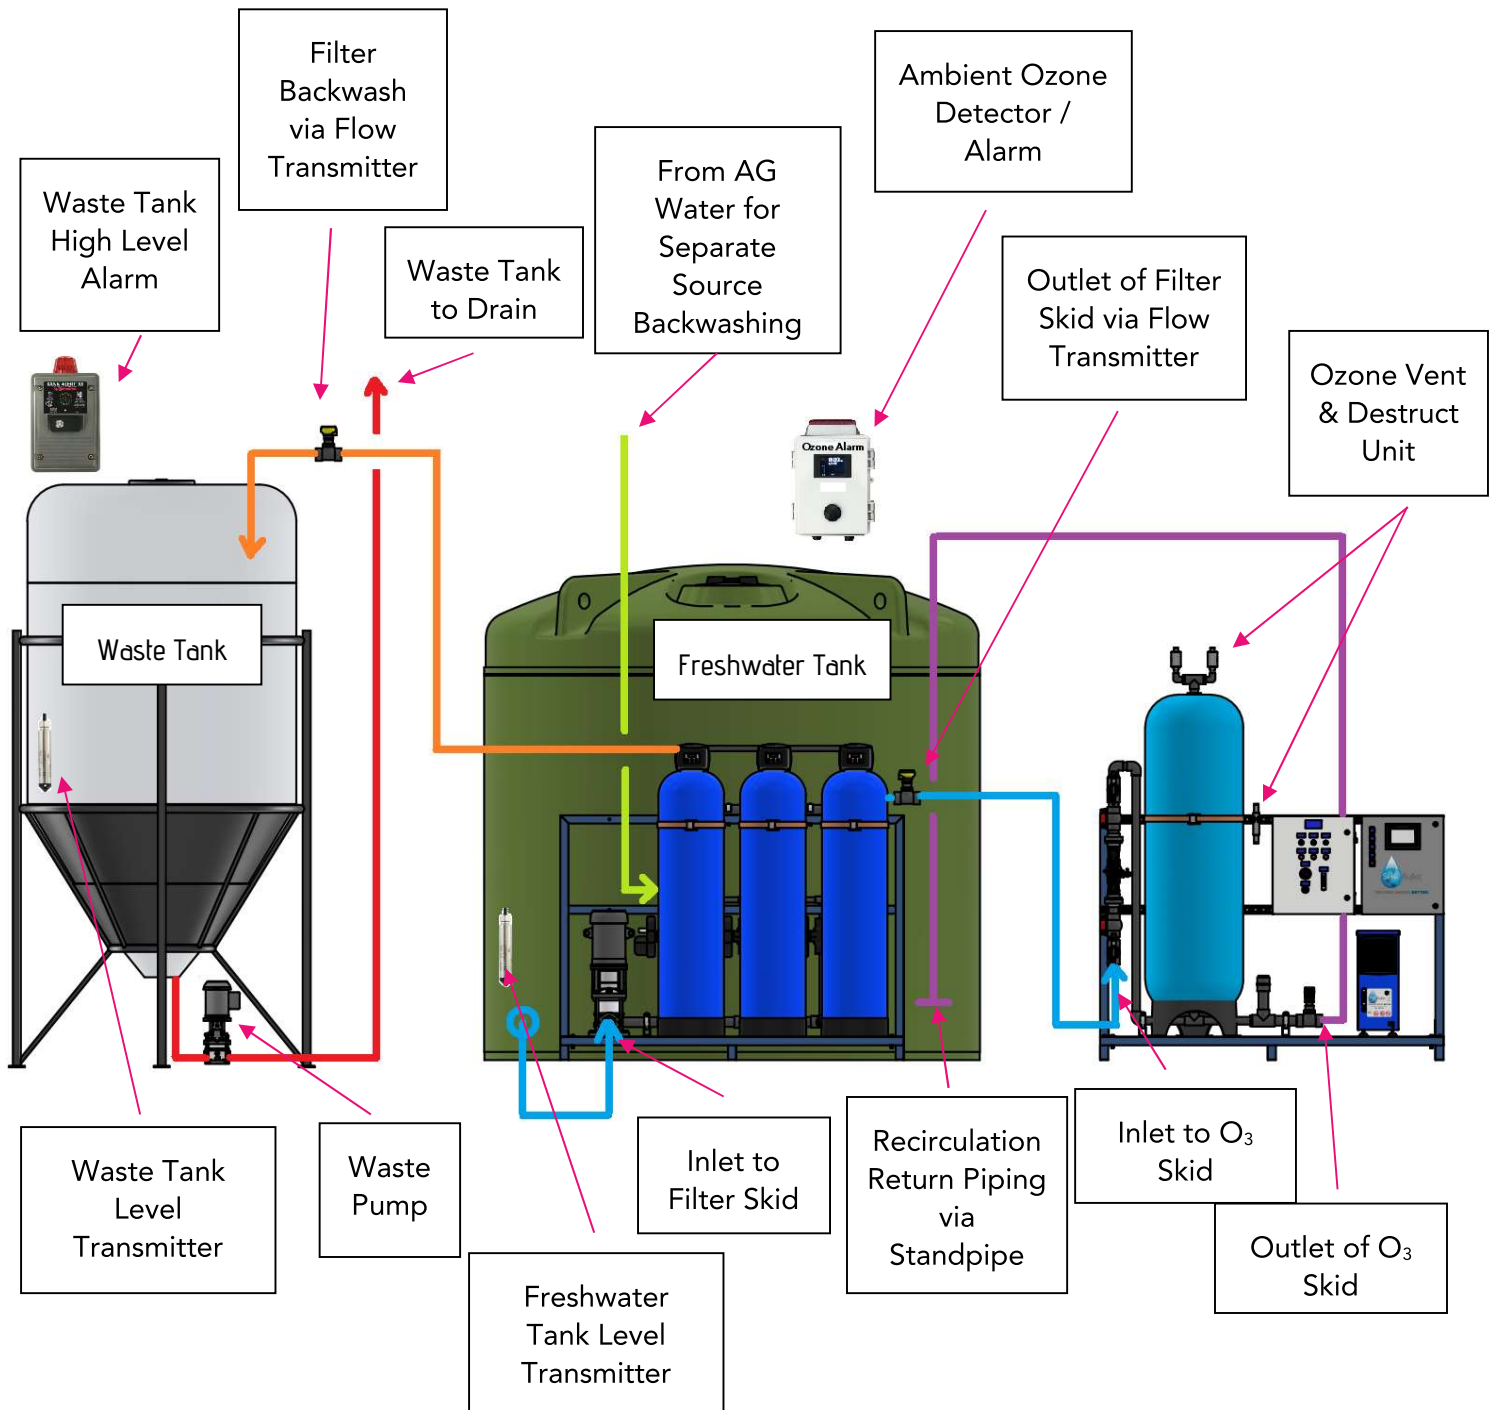 Filter
Backwash
via Flow
Transmitter
Ambient Ozone
Detector /
Alarm
From AG
Water for
Separate
Source
Backwashing
Waste Tank
High Level
Alarm
Waste Tank
to Drain
Outlet of Filter
Skid via Flow
Transmitter
Ozone Vent
& Destruct
Unit
Ozone Alarm
Waste Tank
Freshwater Tank
Waste Tank
Level
Transmitter
Waste
Pump
Inlet to
Filter Skid
Recirculation
Return Piping
via
Standpipe
Inlet to O₃
Skid
Outlet of O₃
Skid
Freshwater
Tank Level
Transmitter